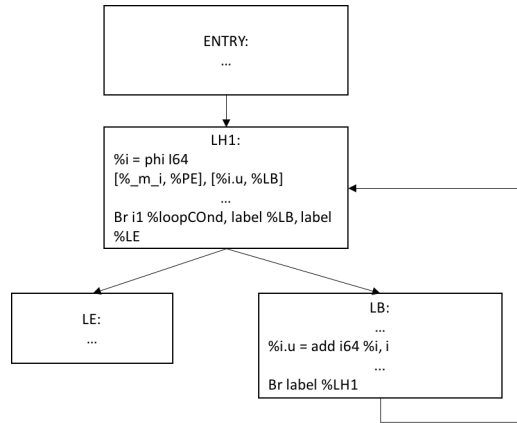 ENTRY:
...
LH1:
%i = phi I64
[%_m_i, %PE], [%i.u, %LB]
...
Br i1 %loopCOnd, label %LB, label
%LE
LE:
...
LB:
...
%i.u = add i64 %i, i
...
Br label %LH1